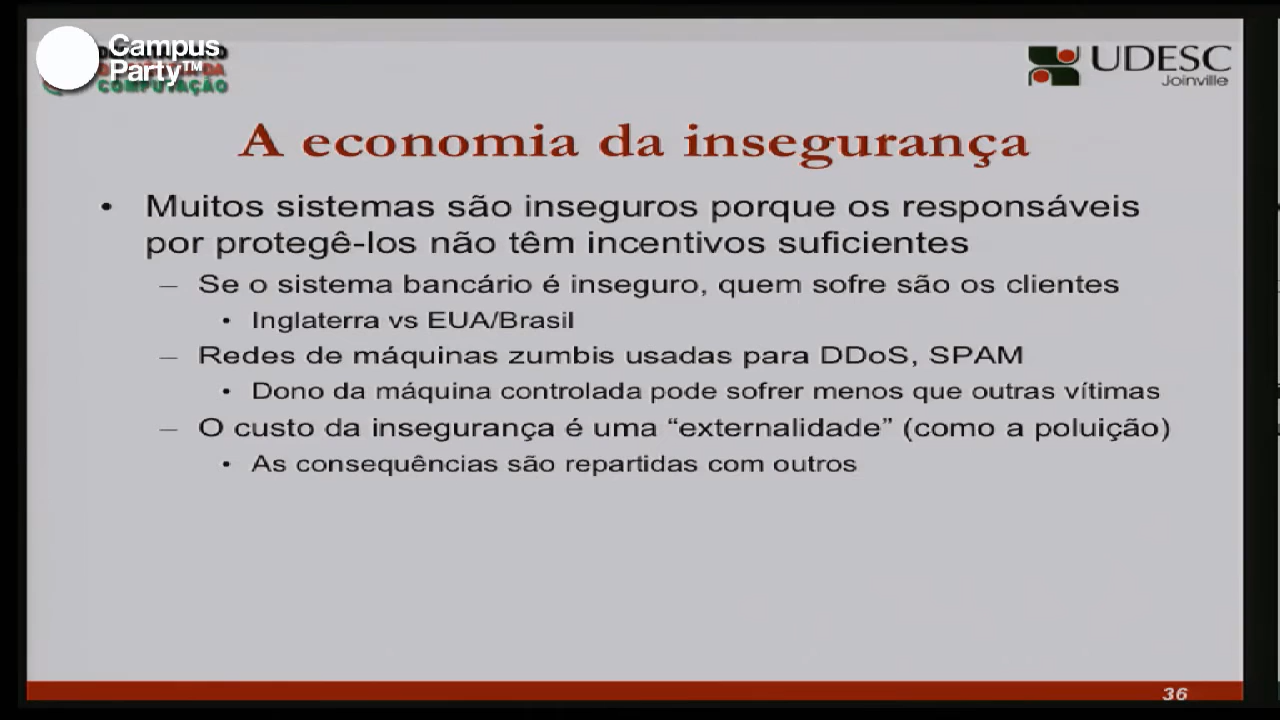 Campus
Party™
COMPUTAÇÃO
UDESC
Joinville
A economia da insegurança
• Muitos sistemas são inseguros porque os responsáveis
por protegê-los não têm incentivos suficientes
– Se o sistema bancário é inseguro, quem sofre são os clientes
• Inglaterra vs EUA/Brasil
– Redes de máquinas zumbis usadas para DDoS, SPAM
• Dono da máquina controlada pode sofrer menos que outras vítimas
– O custo da insegurança é uma “externalidade” (como a poluição)
• As consequências são repartidas com outros
36